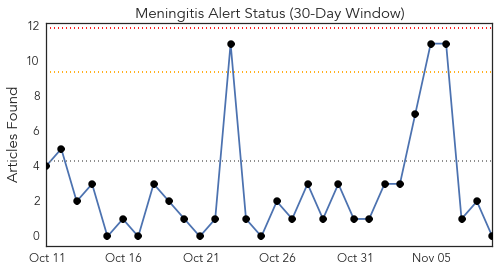 Meningitis Alert Status (30-Day Window)
Articles Found
12
10
8
6
4
2
0
Oct 11 Oct 16 Oct 21 Oct 26 Oct 31 Nov 05